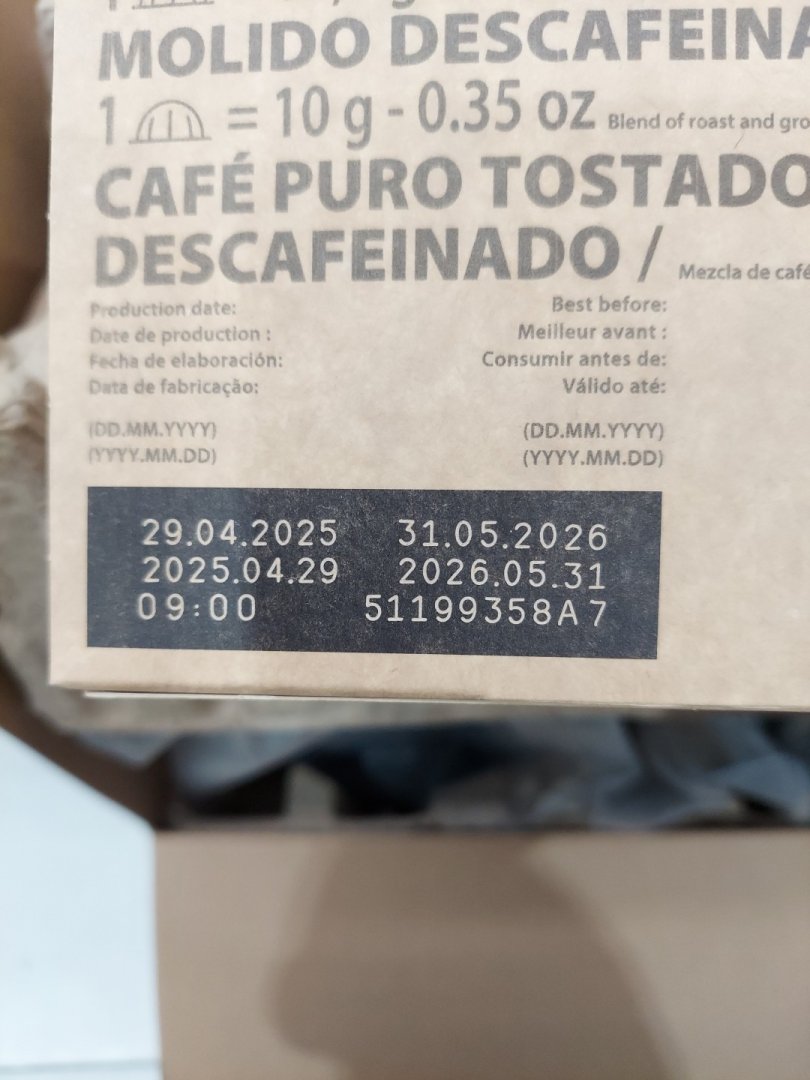 MOLIDO DESCAFEINA
1 = 10 g - 0.35 oz Blend of roast and gro
CAFÉ PURO TOSTADO
DESCAFEINADO / Mezcla de café
Production date: Best before:
Date de production : Meilleur avant :
Fecha de elaboración: Consumir antes de:
Data de fabricação: Válido até:
(DD.MM.YYYY) (DD.MM.YYYY)
(YYYY.MM.DD) (YYYY.MM.DD)
29.04.2025 31.05.2026
2025.04.29 2026.05.31
09:00 51199358A7